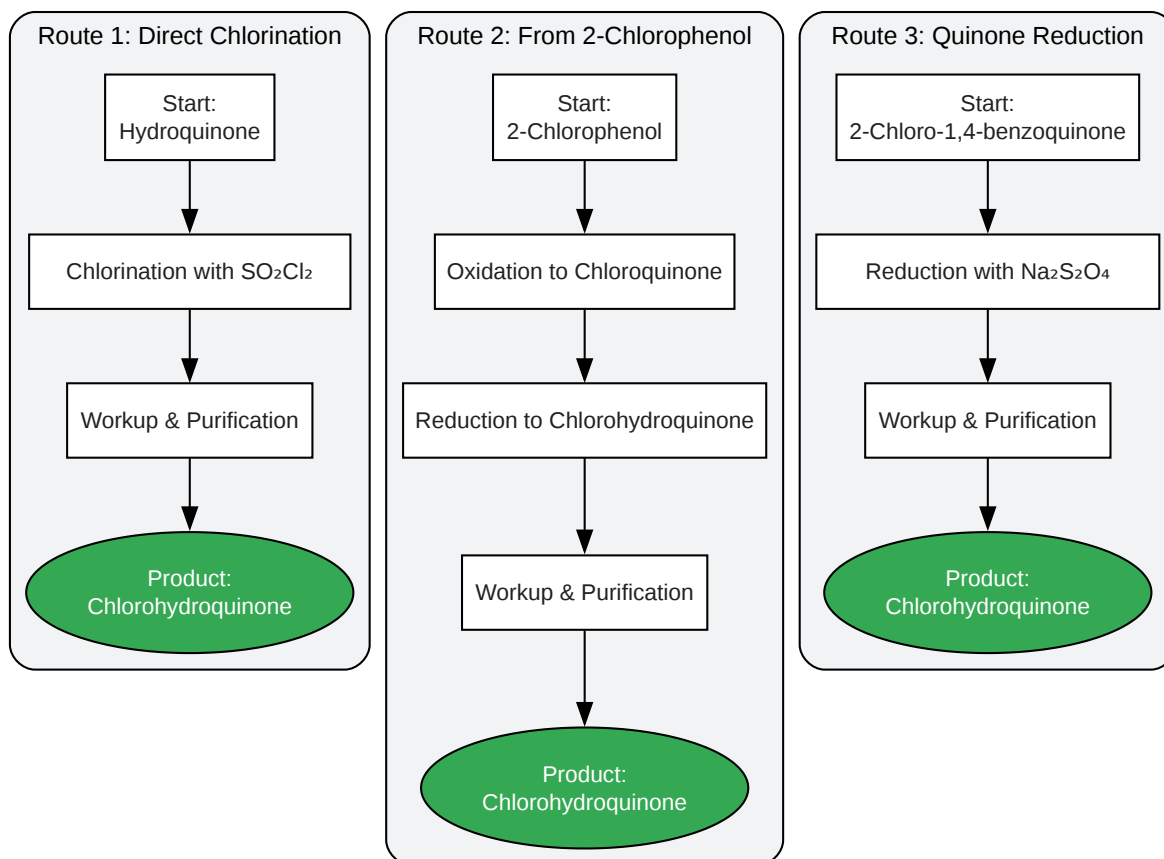 Route 1: Direct Chlorination
Start:
Hydroquinone
Chlorination with SO₂Cl₂
Workup & Purification
Product:
Chlorohydroquinone
Route 2: From 2-Chlorophenol
Start:
2-Chlorophenol
Oxidation to Chloroquinone
Reduction to Chlorohydroquinone
Workup & Purification
Product:
Chlorohydroquinone
Route 3: Quinone Reduction
Start:
2-Chloro-1,4-benzoquinone
Reduction with Na₂S₂O₄
Workup & Purification
Product:
Chlorohydroquinone